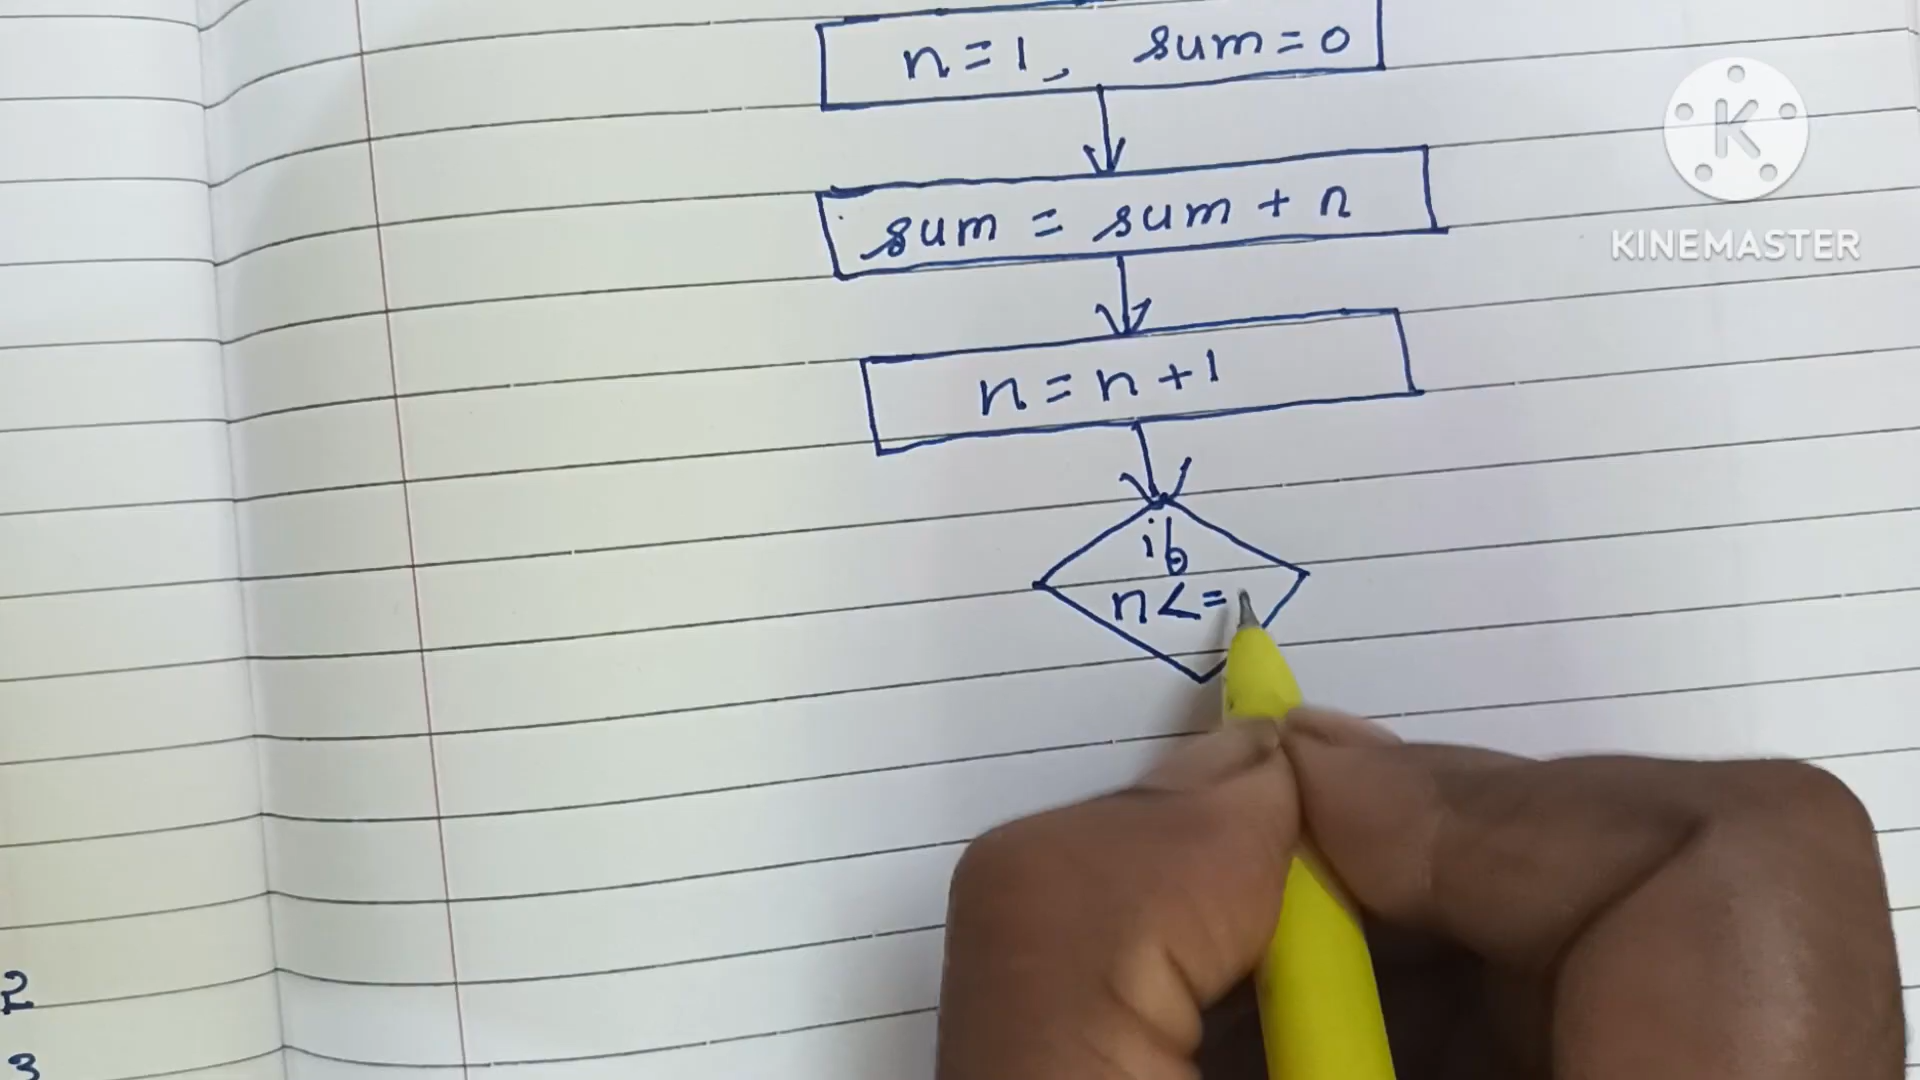 n = 1, sum = 0
sum = sum + n
n = n + 1
if
n <=
K
KINEMASTER
2
3